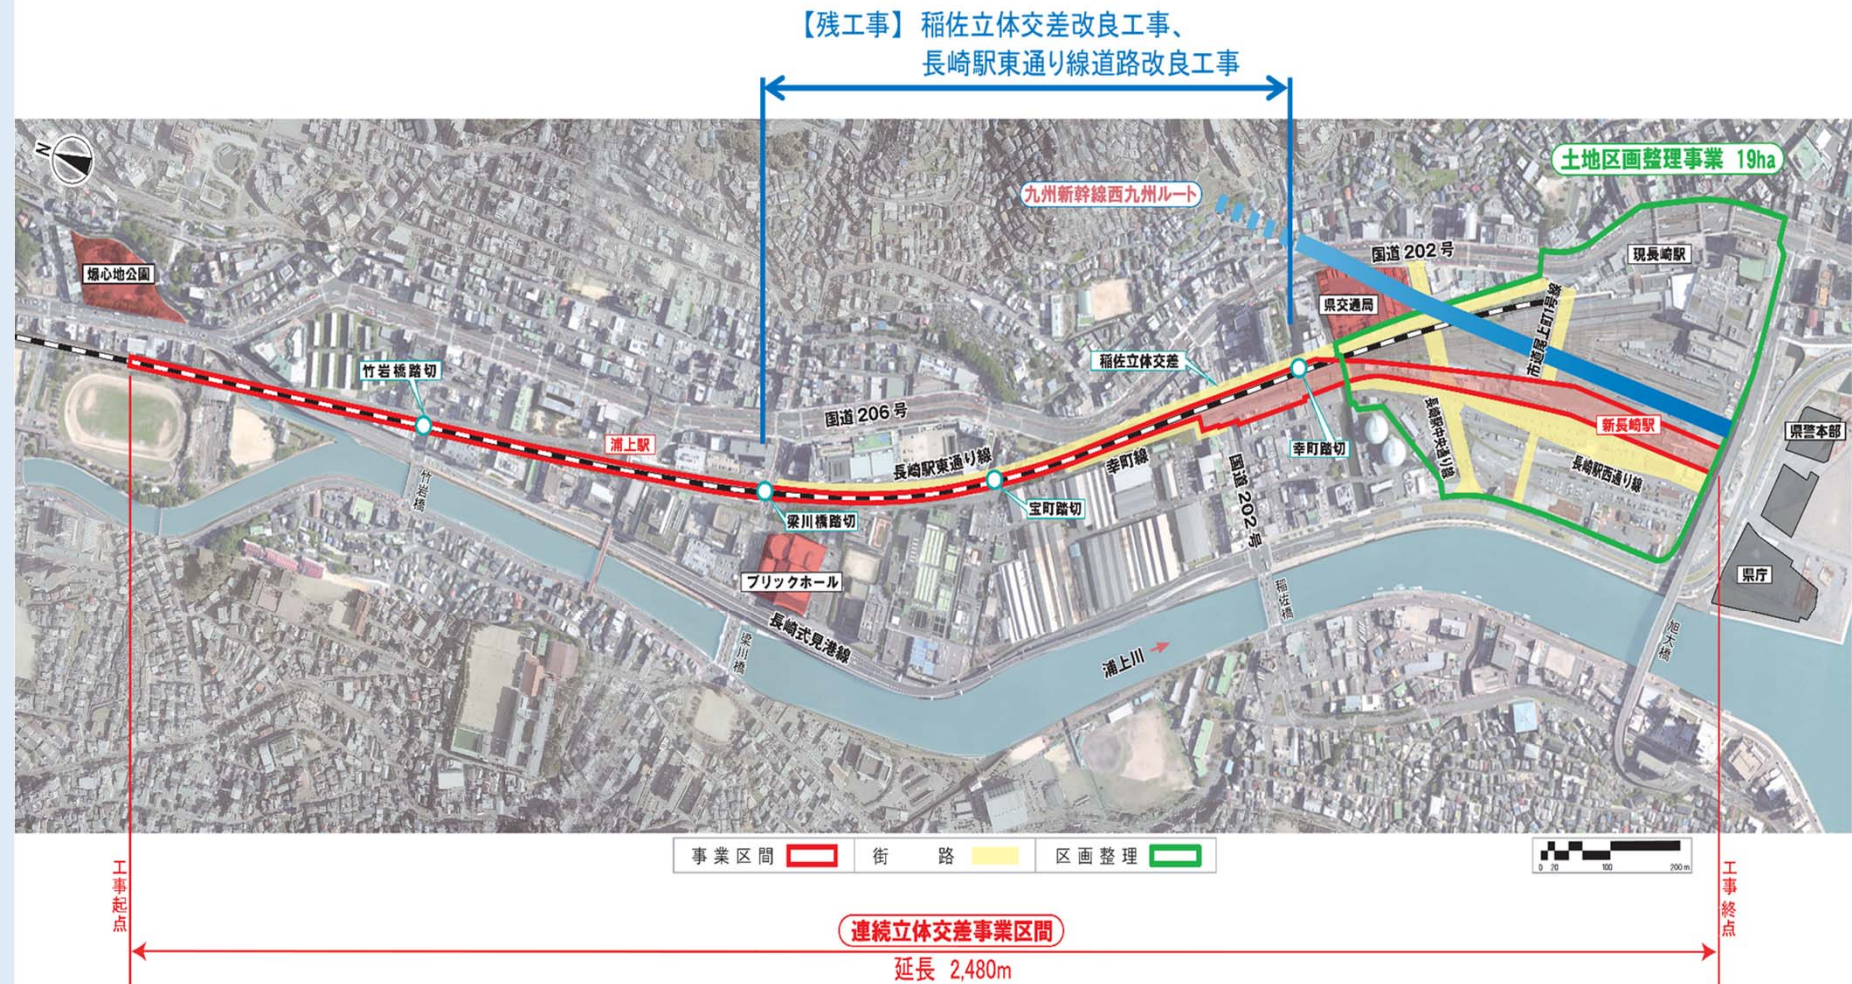 【残工事】 稲佐立体交差改良工事、
長崎駅東通り線道路改良工事
N
土地区画整理事業 19ha
九州新幹線西九州ルート
国道202号
現長崎駅
爆心地公園
県交通局
市道尾上町1号線
稲佐立体交差
竹岩橋踏切
国道206号
浦上駅
新長崎駅
県警本部
長崎駅中央通り線
幸町踏切
長崎駅東通り線
幸町線
長崎駅西通り線
竹岩橋
国道202号
宝町踏切
梁川橋踏切
ブリックホール
県庁
稲佐橋
長崎式見港線
梁川橋
浦上川
旭大橋
事業区間
街路
区画整理
0 20 100 200m
工事起点
工事終点
連続立体交差事業区間
延長 2,480m